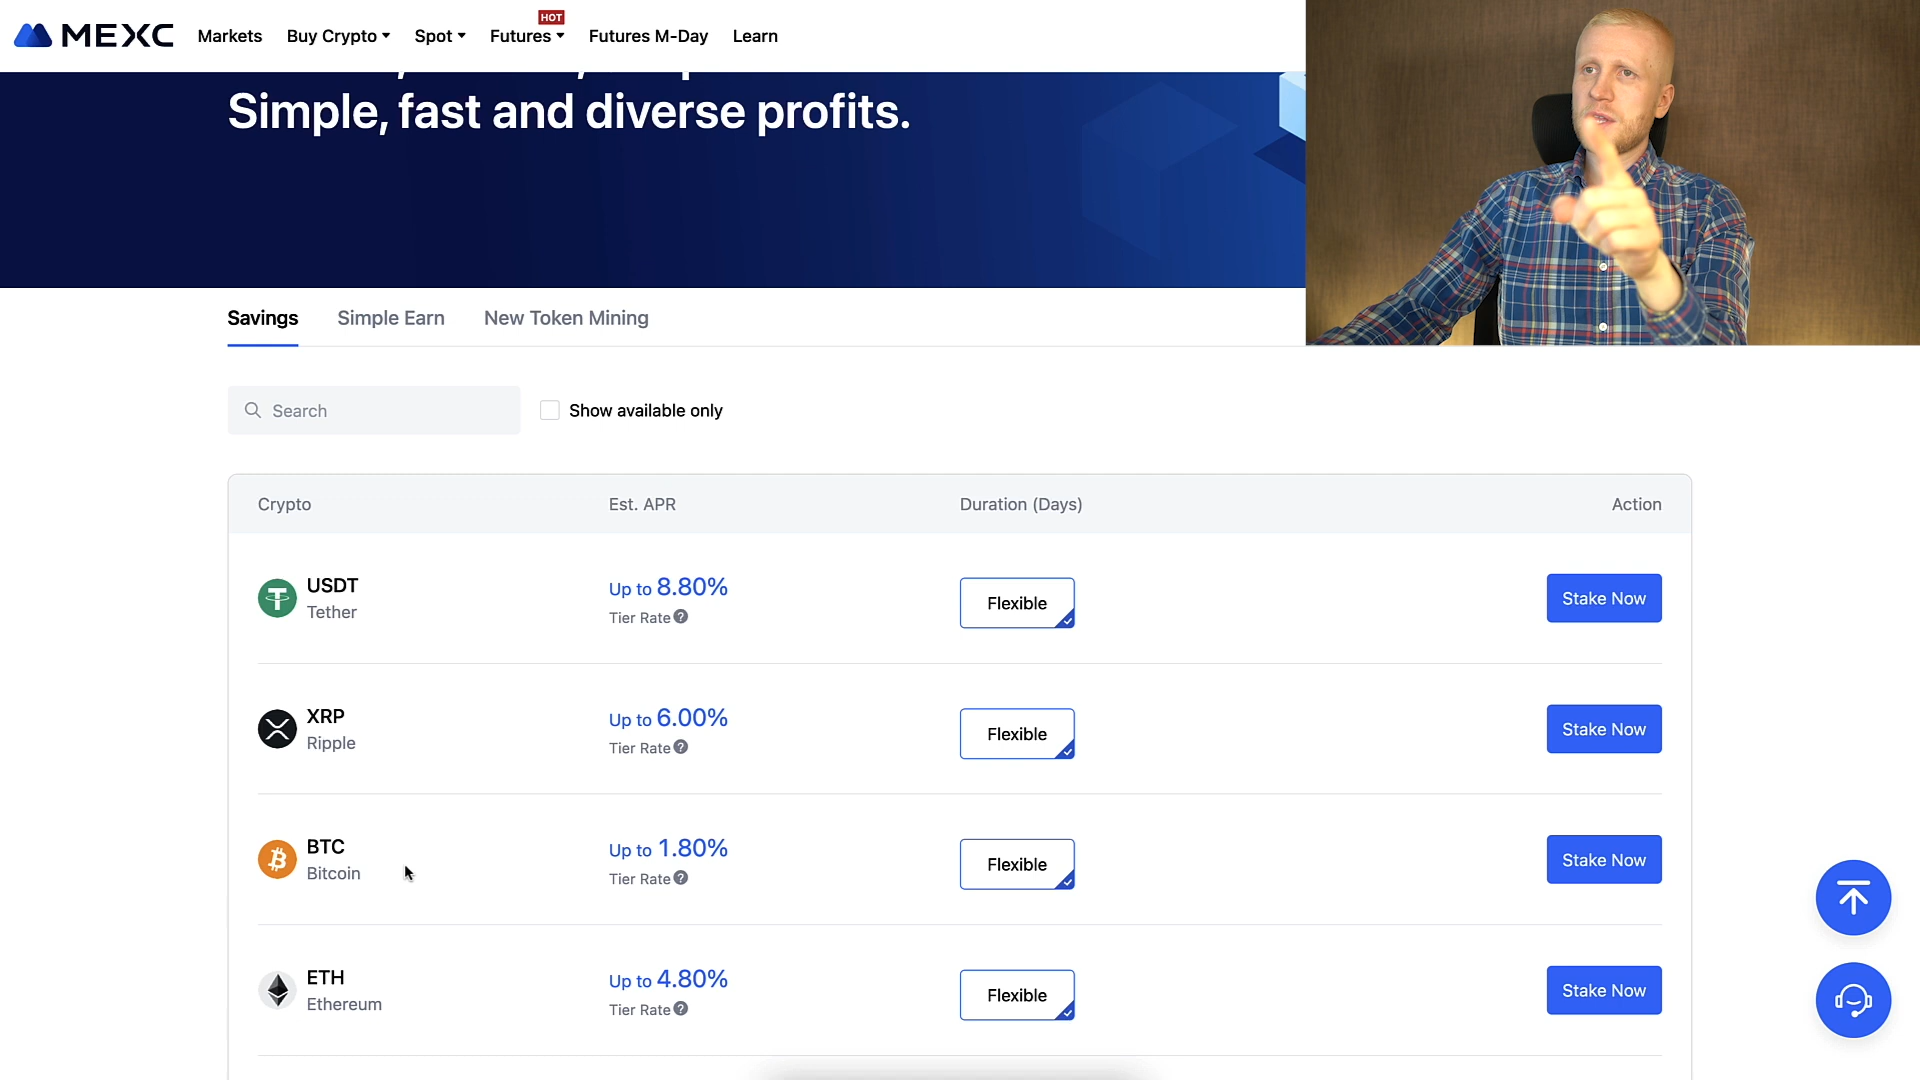 MEXC
Markets
Buy Crypto
Spot
Futures
HOT
Futures M-Day
Learn
Simple, fast and diverse profits.
Savings
Simple Earn
New Token Mining
Search
Show available only
Crypto
Est. APR
Duration (Days)
Action
USDT
Tether
Up to 8.80%
Tier Rate
Flexible
Stake Now
XRP
Ripple
Up to 6.00%
Tier Rate
Flexible
Stake Now
BTC
Bitcoin
Up to 1.80%
Tier Rate
Flexible
Stake Now
ETH
Ethereum
Up to 4.80%
Tier Rate
Flexible
Stake Now